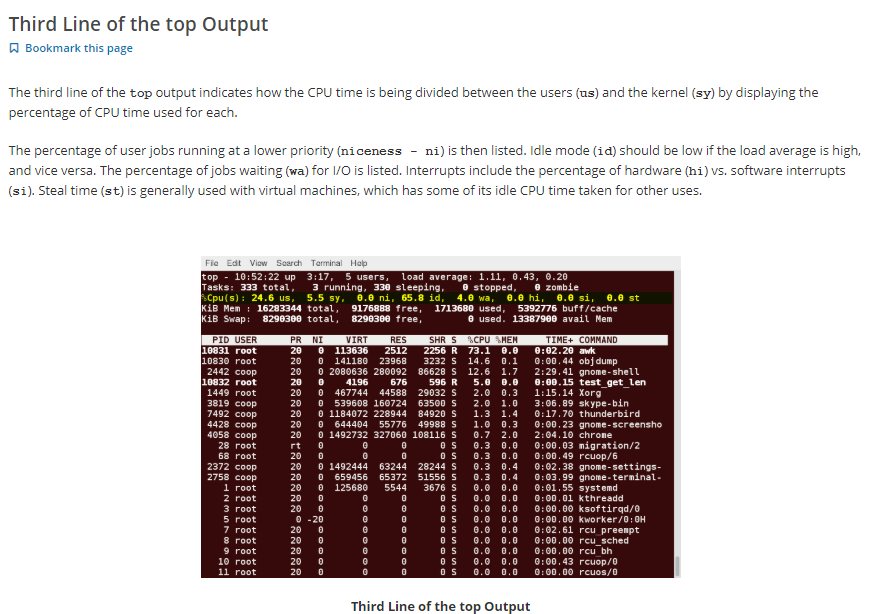 Third Line of the top Output
Bookmark this page
The third line of the top output indicates how the CPU time is being divided between the users (us) and the kernel (sy) by displaying the
percentage of CPU time used for each.
The percentage of user jobs running at a lower priority (niceness - ni) is then listed. Idle mode (id) should be low if the load average is high,
and vice versa. The percentage of jobs waiting (wa) for I/O is listed. Interrupts include the percentage of hardware (hi) vs. software interrupts
(si). Steal time (st) is generally used with virtual machines, which has some of its idle CPU time taken for other uses.
File Edit View Search Terminal Help
top - 10:52:22 up 3:17, 5 users, load average: 1.11, 0.43, 0.20
Tasks: 333 total, 3 running, 330 sleeping, 0 stopped, 0 zombie
%Cpu(s): 24.6 us, 5.5 sy, 0.0 ni, 65.8 id, 4.0 wa, 0.0 hi, 0.0 si, 0.0 st
KiB Mem : 16283344 total, 9176888 free, 1713680 used, 5392776 buff/cache
KiB Swap: 8290300 total, 8290300 free, 0 used. 13387900 avail Mem
PID USER PR NI VIRT RES SHR S %CPU %MEM TIME+ COMMAND
10831 root 20 0 113636 2512 2256 R 73.1 0.0 0:02.20 awk
10830 root 20 0 141180 23968 3232 S 14.6 0.1 0:00.44 objdump
2442 coop 20 0 2080636 280092 86628 S 12.6 1.7 2:29.41 gnome-shell
10832 root 20 0 4196 676 596 R 5.0 0.0 0:00.15 test_get_len
1449 root 20 0 467744 44588 29032 S 2.0 0.3 1:15.14 Xorg
3819 coop 20 0 539608 160724 63500 S 2.0 1.0 3:06.89 skype-bin
7492 coop 20 0 1184072 228944 84920 S 1.3 1.4 0:17.70 thunderbird
4428 coop 20 0 644404 55776 49988 S 1.0 0.3 0:00.23 gnome-screensho
4058 coop 20 0 1492732 327060 108116 S 0.7 2.0 2:04.10 chrome
28 root rt 0 0 0 0 S 0.3 0.0 0:00.03 migration/2
68 root 20 0 0 0 0 S 0.3 0.0 0:00.49 rcuop/6
2372 coop 20 0 1492444 63244 28244 S 0.3 0.4 0:02.38 gnome-settings-
2758 coop 20 0 659456 65372 51556 S 0.3 0.4 0:03.99 gnome-terminal-
1 root 20 0 125680 5544 3676 S 0.0 0.0 0:01.55 systemd
2 root 20 0 0 0 0 S 0.0 0.0 0:00.01 kthreadd
3 root 20 0 0 0 0 S 0.0 0.0 0:00.00 ksoftirqd/0
5 root 0 -20 0 0 0 S 0.0 0.0 0:00.00 kworker/0:0H
7 root 20 0 0 0 0 S 0.0 0.0 0:02.61 rcu_preempt
8 root 20 0 0 0 0 S 0.0 0.0 0:00.00 rcu_sched
9 root 20 0 0 0 0 S 0.0 0.0 0:00.00 rcu_bh
10 root 20 0 0 0 0 S 0.0 0.0 0:00.43 rcuop/0
11 root 20 0 0 0 0 S 0.0 0.0 0:00.00 rcuos/0
Third Line of the top Output